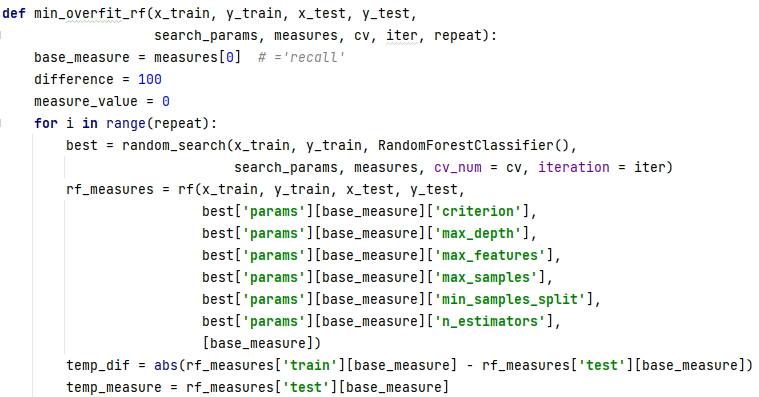 def min_overfit_rf(x_train, y_train, x_test, y_test,
                   search_params, measures, cv, iter, repeat):
    base_measure = measures[0]  # ='recall'
    difference = 100
    measure_value = 0
    for i in range(repeat):
        best = random_search(x_train, y_train, RandomForestClassifier(),
                             search_params, measures, cv_num = cv, iteration = iter)
        rf_measures = rf(x_train, y_train, x_test, y_test,
                         best['params'][base_measure]['criterion'],
                         best['params'][base_measure]['max_depth'],
                         best['params'][base_measure]['max_features'],
                         best['params'][base_measure]['max_samples'],
                         best['params'][base_measure]['min_samples_split'],
                         best['params'][base_measure]['n_estimators'],
                         [base_measure])
        temp_dif = abs(rf_measures['train'][base_measure] - rf_measures['test'][base_measure])
        temp_measure = rf_measures['test'][base_measure]